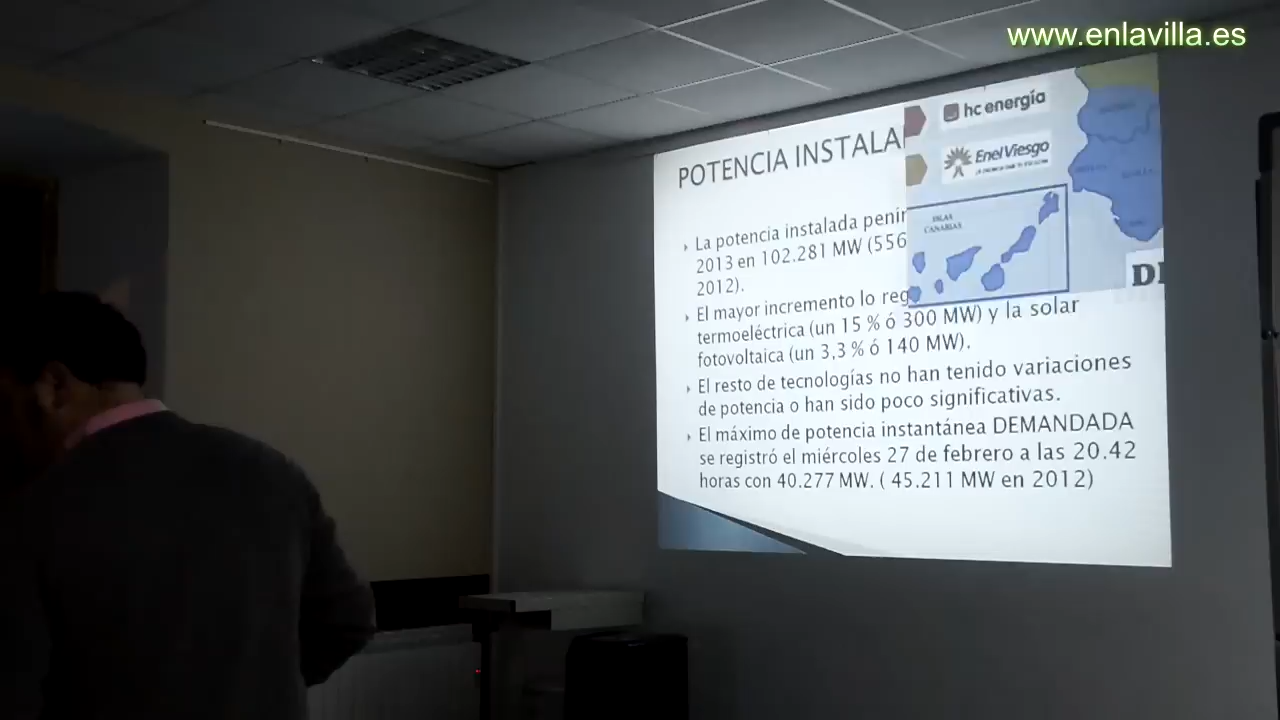 www.enlavilla.es
POTENCIA INSTALA
hc energía
Enel Viesgo
ISLAS
CANARIAS
La potencia instalada penín
2013 en 102.281 MW (556
2012).
El mayor incremento lo reg
termoeléctrica (un 15 % ó 300 MW) y la solar
fotovoltaica (un 3,3 % ó 140 MW).
El resto de tecnologías no han tenido variaciones
de potencia o han sido poco significativas.
El máximo de potencia instantánea DEMANDADA
se registró el miércoles 27 de febrero a las 20.42
horas con 40.277 MW. ( 45.211 MW en 2012)